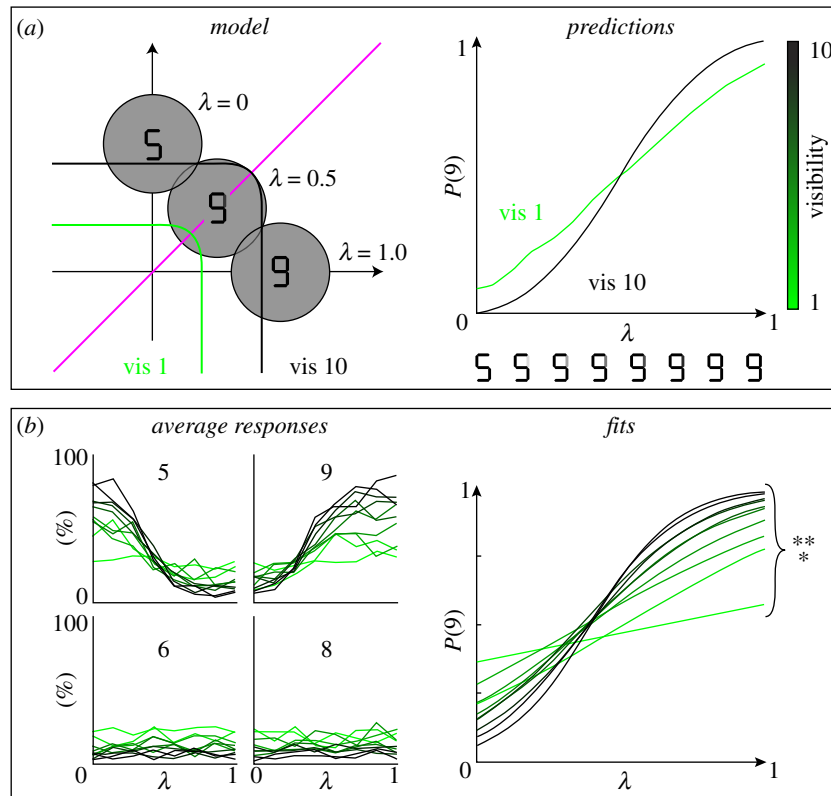 (a) model predictions
λ = 0
λ = 0.5
λ = 1.0
5
9
9
vis 1 vis 10
1
P(9)
vis 1
vis 10
0 λ 1
10
visibility
1
5 5 9 9 9 9 9 9
(b) average responses fits
100
(%)
0
5 9
100
(%)
0
6 8
λ 1 0 λ 1
1
P(9)
0 λ 1
**
*